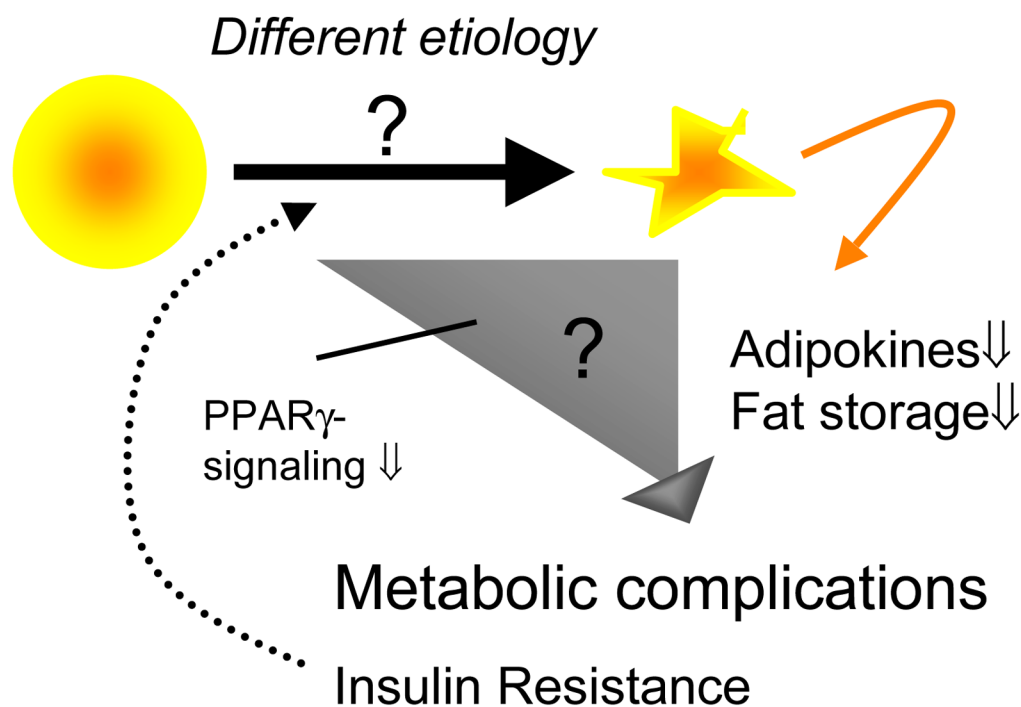 Different etiology
?
?
Adipokines⇓
Fat storage⇓
PPARγ-
signaling ⇓
Metabolic complications
Insulin Resistance